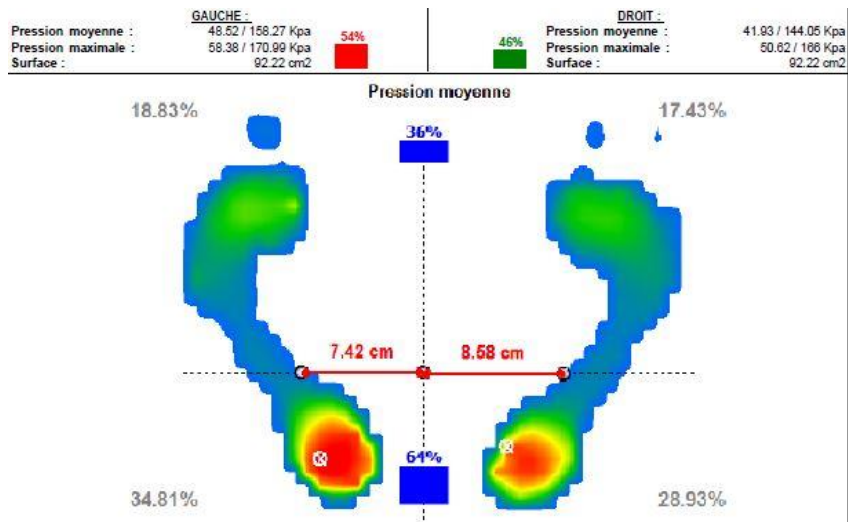 GAUCHE :
Pression moyenne : 48.52 / 158.27 Kpa
Pression maximale : 58.38 / 170.99 Kpa
Surface : 92.22 cm2
54%
46%
DROIT :
Pression moyenne : 41.93 / 144.05 Kpa
Pression maximale : 50.62 / 166 Kpa
Surface : 92.22 cm2
Pression moyenne
18.83%
36%
17.43%
7.42 cm
8.58 cm
64%
34.81%
28.93%